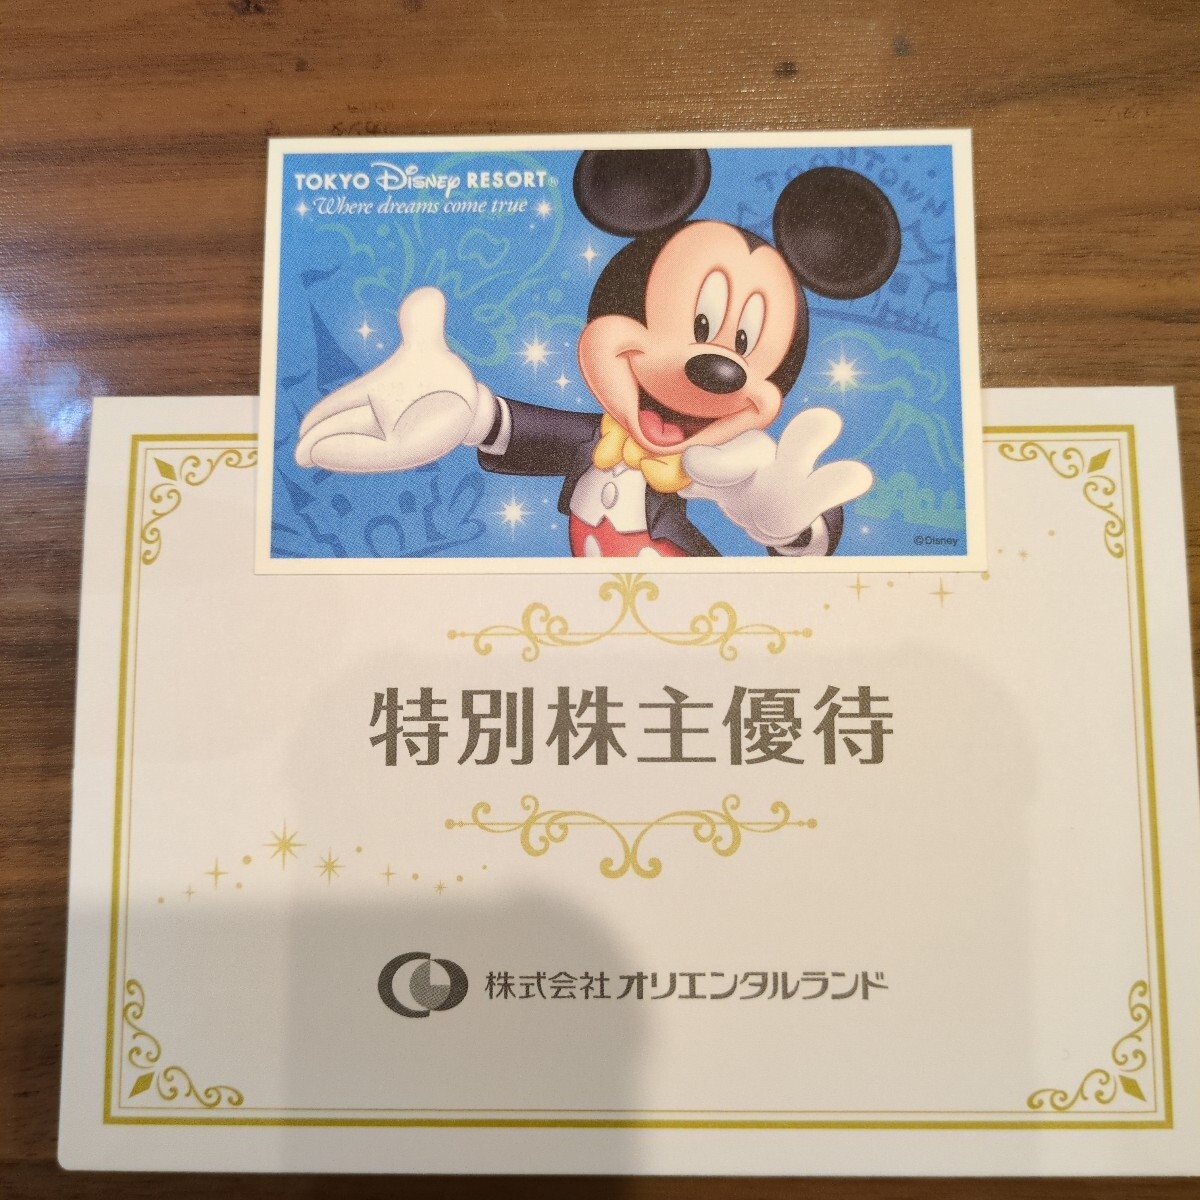 TOKYO Disney RESORT®
Where dreams come true
TOONTOWN
©Disney
特別株主優待
株式会社オリエンタルランド